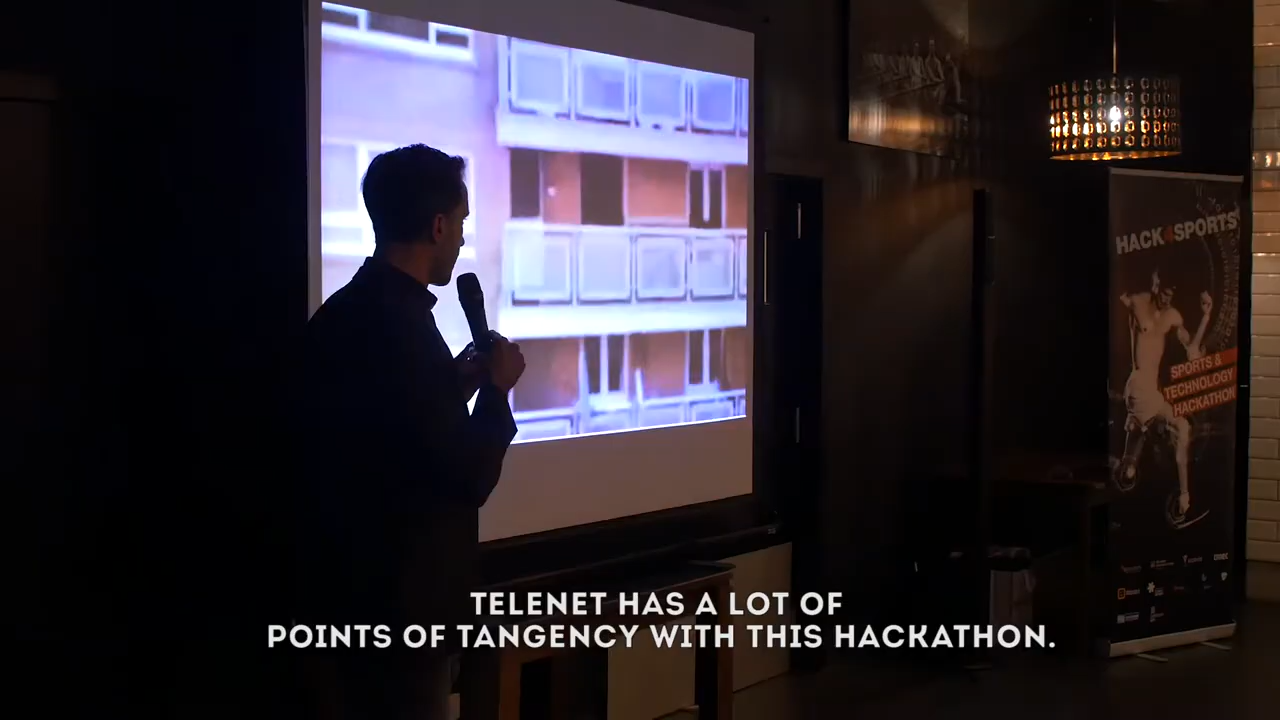 HACK4SPORTS
SPORTS &
TECHNOLOGY
HACKATHON
TELENET HAS A LOT OF
POINTS OF TANGENCY WITH THIS HACKATHON.